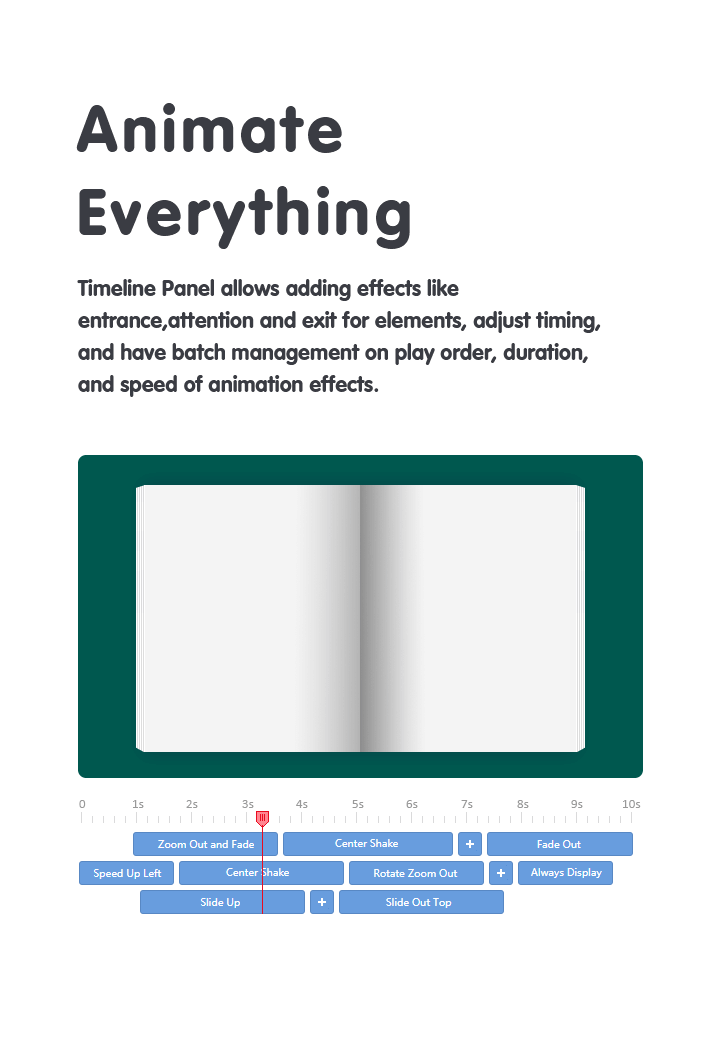 Animate
Everything
Timeline Panel allows adding effects like
entrance,attention and exit for elements, adjust timing,
and have batch management on play order, duration,
and speed of animation effects.
0 1s 2s 3s 4s 5s 6s 7s 8s 9s 10s
Zoom Out and Fade Center Shake + Fade Out
Speed Up Left Center Shake Rotate Zoom Out + Always Display
Slide Up + Slide Out Top